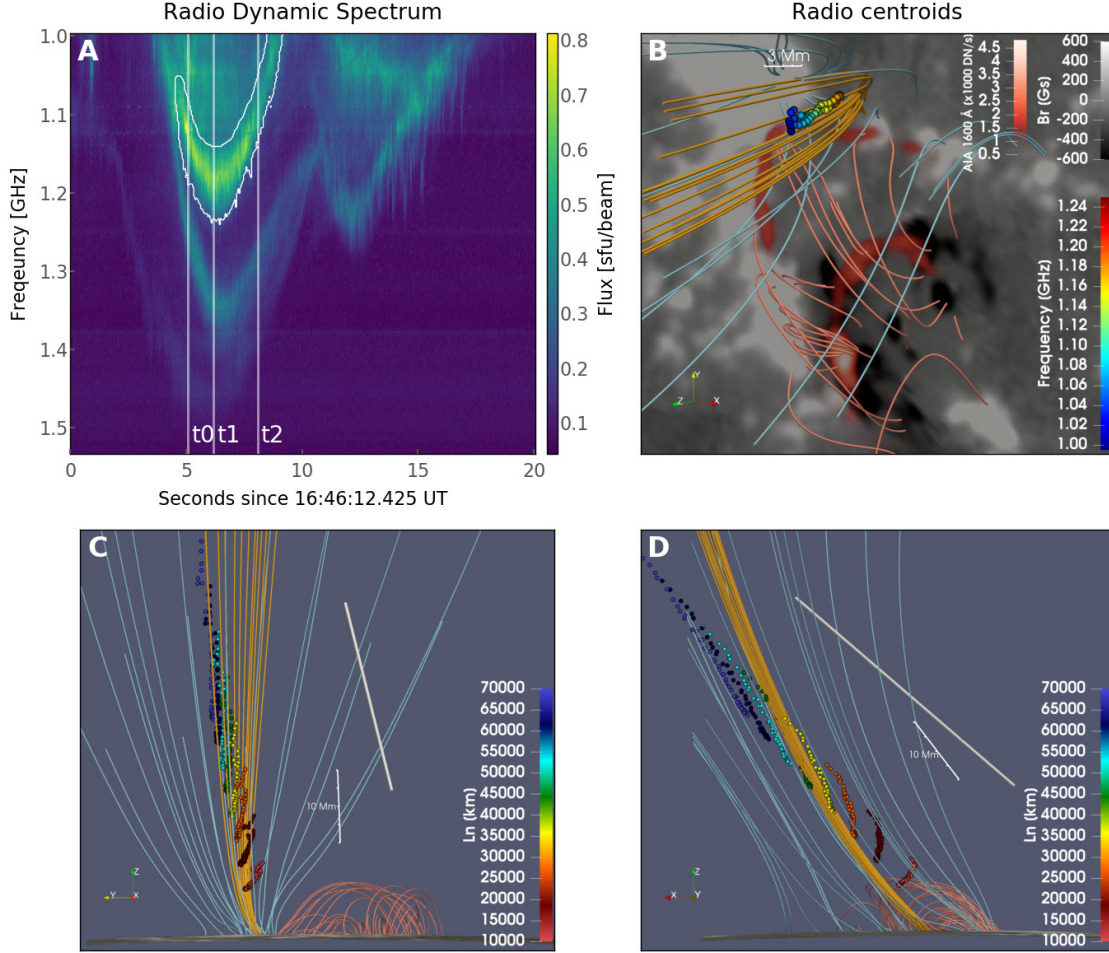 Radio Dynamic Spectrum
A
1.0
1.1
1.2
1.3
1.4
1.5
Frequency [GHz]
t0
t1
t2
0
5
10
15
20
Seconds since 16:46:12.425 UT
0.8
0.7
0.6
0.5
0.4
0.3
0.2
0.1
Flux [sfu/beam]
Radio centroids
B
3 Mm
4.5
4
3.5
3
2.5
2
1.5
1
0.5
AIA 1600 Å (x1000 DN/s)
600
400
200
0
-200
-400
-600
Br (Gs)
1.24
1.22
1.20
1.18
1.16
1.14
1.12
1.10
1.08
1.06
1.04
1.02
1.00
Frequency (GHz)
Y
Z
X
C
10 Mm
Z
Y
X
70000
65000
60000
55000
50000
45000
40000
35000
30000
25000
20000
15000
10000
Ln (km)
D
10 Mm
Z
X
Y
70000
65000
60000
55000
50000
45000
40000
35000
30000
25000
20000
15000
10000
Ln (km)